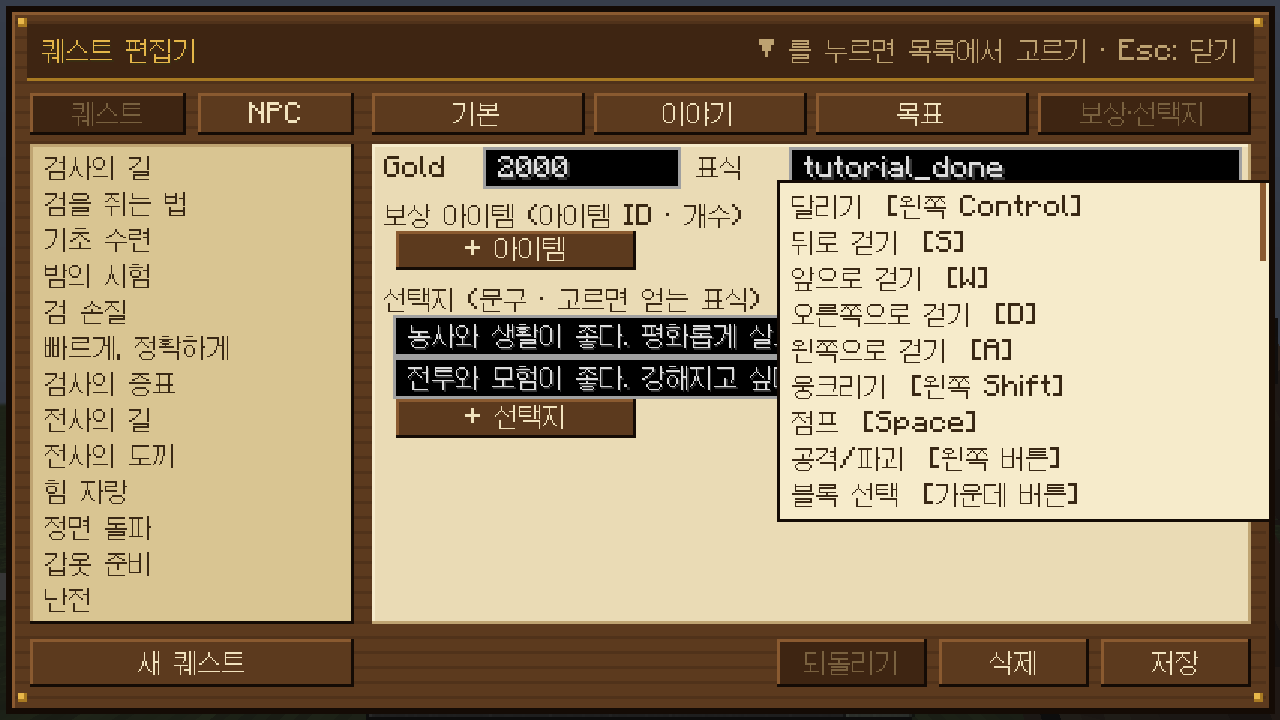 퀘스트 편집기
▼ 를 누르면 목록에서 고르기 · Esc: 닫기
퀘스트
NPC
기본
이야기
목표
보상·선택지
검사의 길
검을 쥐는 법
기초 수련
밤의 시험
검 손질
빠르게, 정확하게
검사의 증표
전사의 길
전사의 도끼
힘 자랑
정면 돌파
갑옷 준비
난전
Gold
2000
표식
tutorial_done
보상 아이템 (아이템 ID · 개수)
+ 아이템
선택지 (문구 · 고르면 얻는 표식)
농사와 생활이 좋다. 평화롭게 살
전투와 모험이 좋다. 강해지고 싶
+ 선택지
달리기 [왼쪽 Control]
뒤로 걷기 [S]
앞으로 걷기 [W]
오른쪽으로 걷기 [D]
왼쪽으로 걷기 [A]
웅크리기 [왼쪽 Shift]
점프 [Space]
공격/파괴 [왼쪽 버튼]
블록 선택 [가운데 버튼]
새 퀘스트
되돌리기
삭제
저장